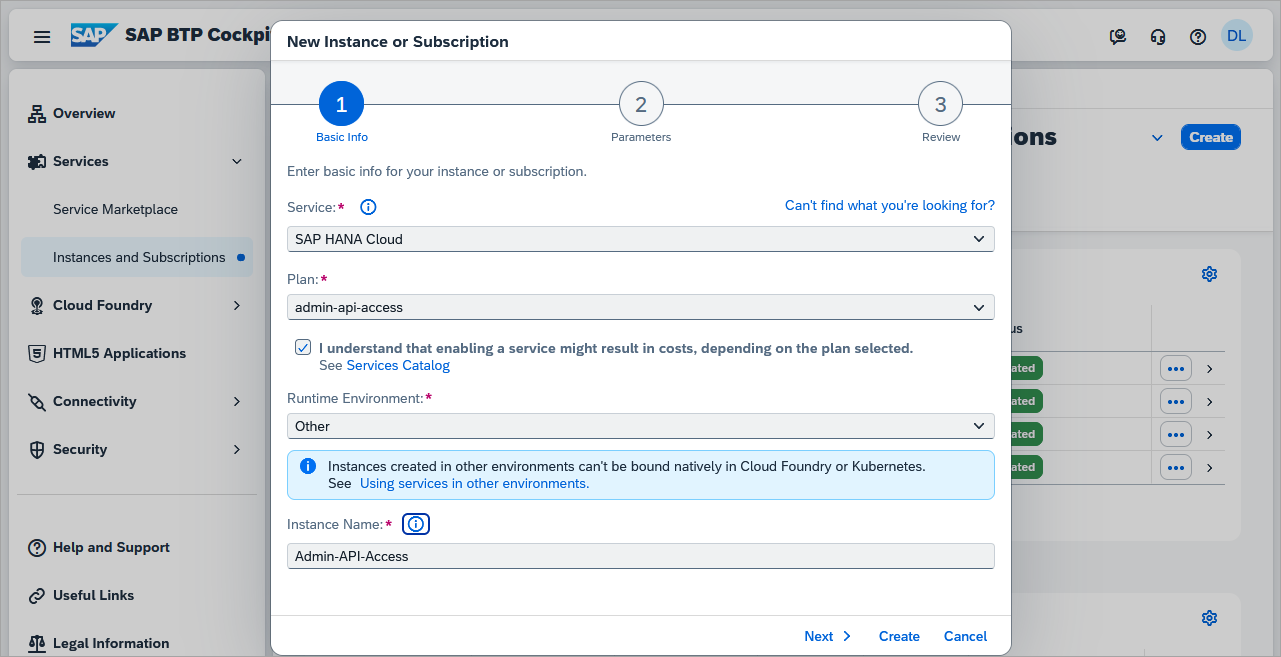 SAP
SAP BTP Cockpi
DL
Overview
Services
Service Marketplace
Instances and Subscriptions
Cloud Foundry
HTML5 Applications
Connectivity
Security
Help and Support
Useful Links
Legal Information
New Instance or Subscription
1
2
3
Basic Info
Parameters
Review
Enter basic info for your instance or subscription.
Service:*
Can't find what you're looking for?
SAP HANA Cloud
Plan:*
admin-api-access
I understand that enabling a service might result in costs, depending on the plan selected.
See Services Catalog
Runtime Environment:*
Other
Instances created in other environments can't be bound natively in Cloud Foundry or Kubernetes.
See Using services in other environments.
Instance Name:*
Admin-API-Access
Next
Create
Cancel
ions
Create
us
ated
ated
ated
ated